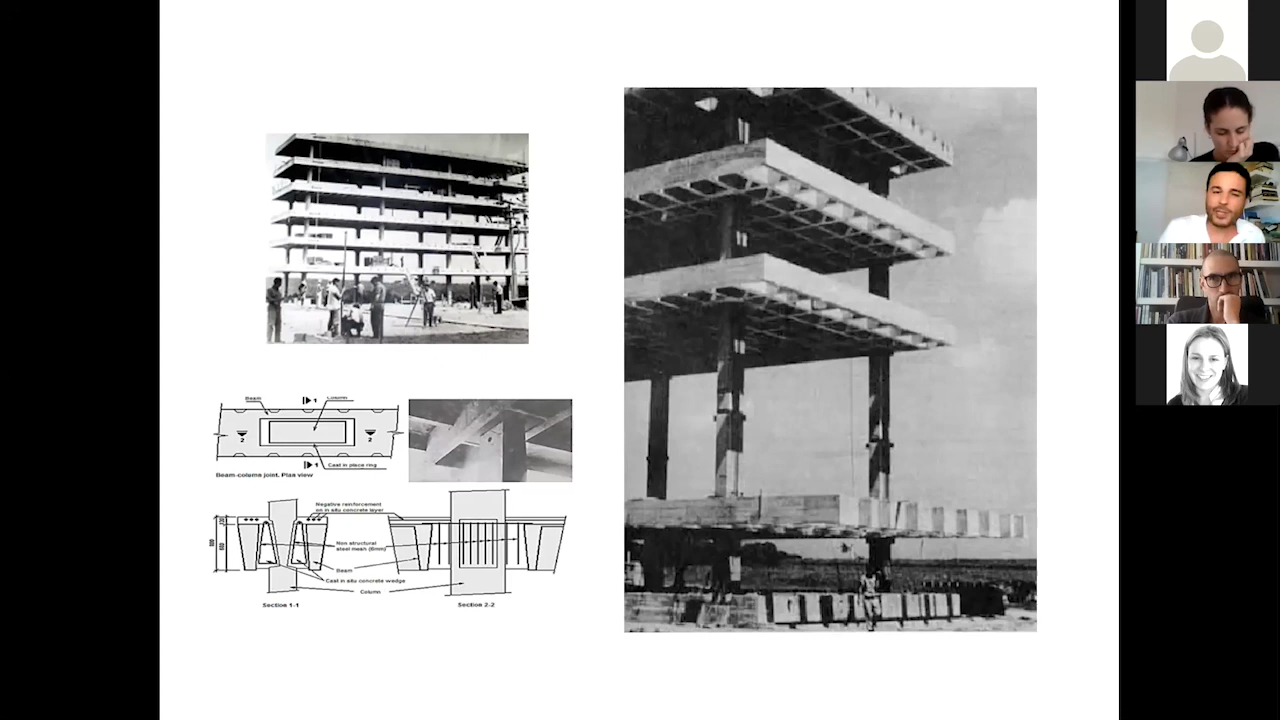 Beam
1
Column
2
2
1
Cast in place ring
Beam-column joint. Plan view
Negative reinforcement
on in situ concrete layer
Non structural
steel mesh (6mm)
Beam
Cast in situ concrete wedge
Column
Section 1-1
Section 2-2